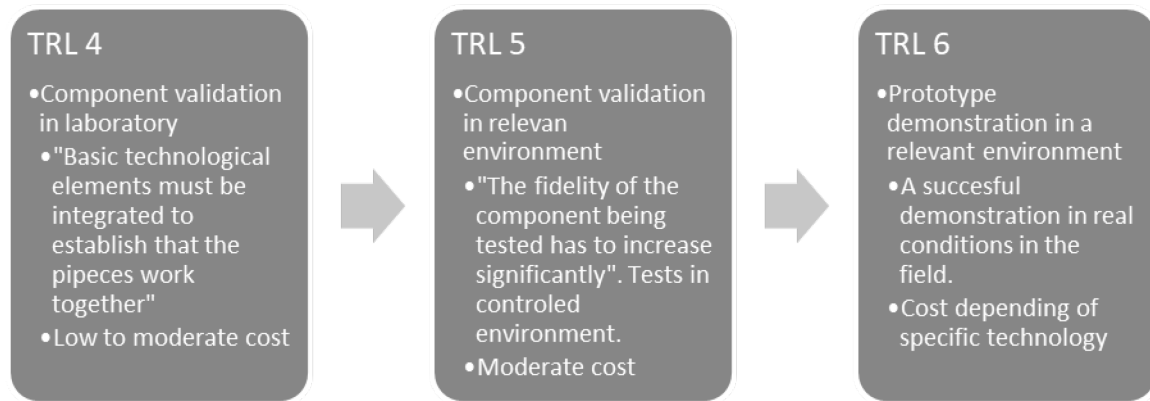 TRL 4
•Component validation
in laboratory
•"Basic technological
elements must be
integrated to
establish that the
pipeces work
together"
•Low to moderate cost
TRL 5
•Component validation
in relevan
environment
•"The fidelity of the
component being
tested has to increase
significantly". Tests in
controled
environment.
•Moderate cost
TRL 6
•Prototype
demonstration in a
relevant environment
•A succesful
demonstration in real
conditions in the
field.
•Cost depending of
specific technology